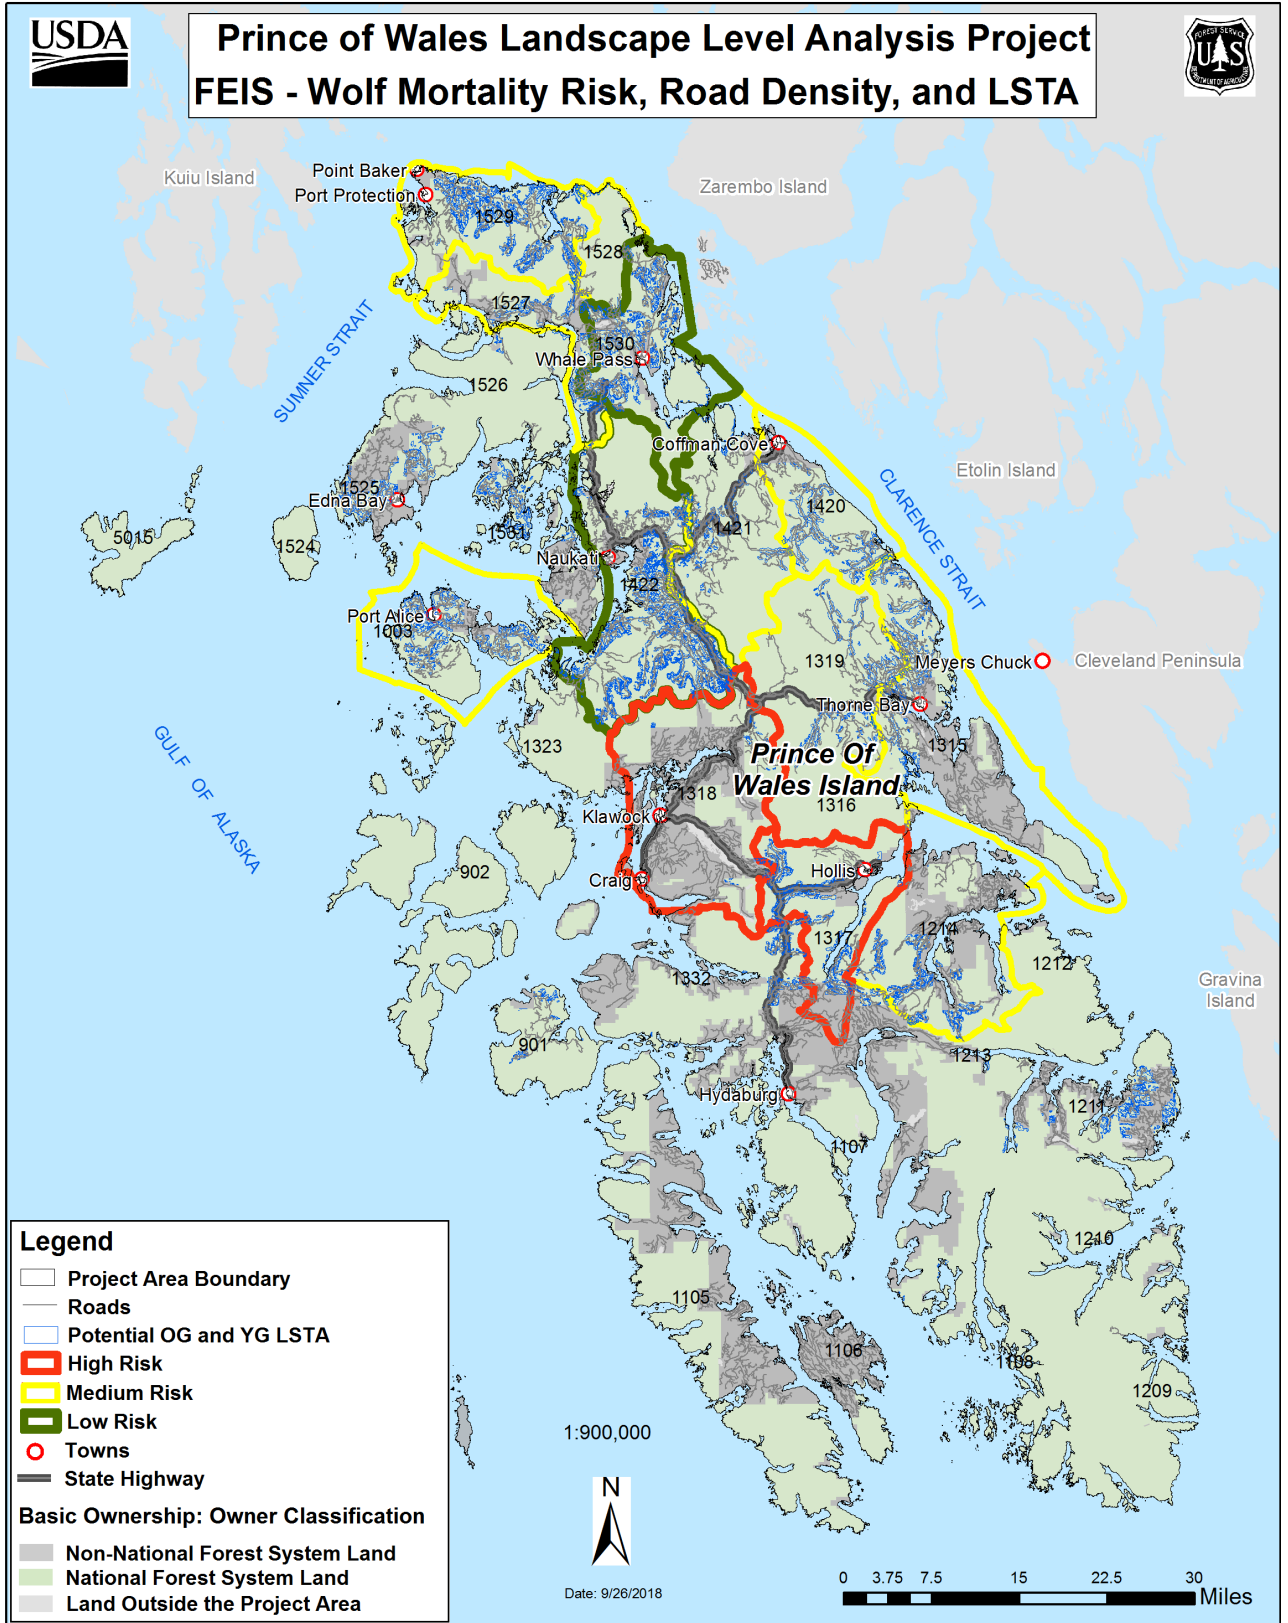 USDA
Prince of Wales Landscape Level Analysis Project
FEIS - Wolf Mortality Risk, Road Density, and LSTA
FOREST SERVICE
U S
DEPARTMENT OF AGRICULTURE
Kuiu Island
Point Baker
Port Protection
Zarembo Island
1529
1528
1527
SUMNER STRAIT
1530
Whale Pass
1526
Coffman Cove
Etolin Island
CLARENCE STRAIT
1525
Edna Bay
1420
5015
1524
1531
1421
Naukati
1422
Port Alice
1003
1319
Meyers Chuck
Cleveland Peninsula
Thorne Bay
GULF OF ALASKA
1323
1315
Prince Of
Wales Island
1318
1316
Klawock
902
Craig
Hollis
1317
1214
1212
1332
Gravina
Island
901
1213
Hydaburg
1211
1107
1210
1105
1106
1108
1209
Legend
Project Area Boundary
Roads
Potential OG and YG LSTA
High Risk
Medium Risk
Low Risk
Towns
State Highway
Basic Ownership: Owner Classification
Non-National Forest System Land
National Forest System Land
Land Outside the Project Area
1:900,000
N
Date: 9/26/2018
0 3.75 7.5 15 22.5 30
Miles